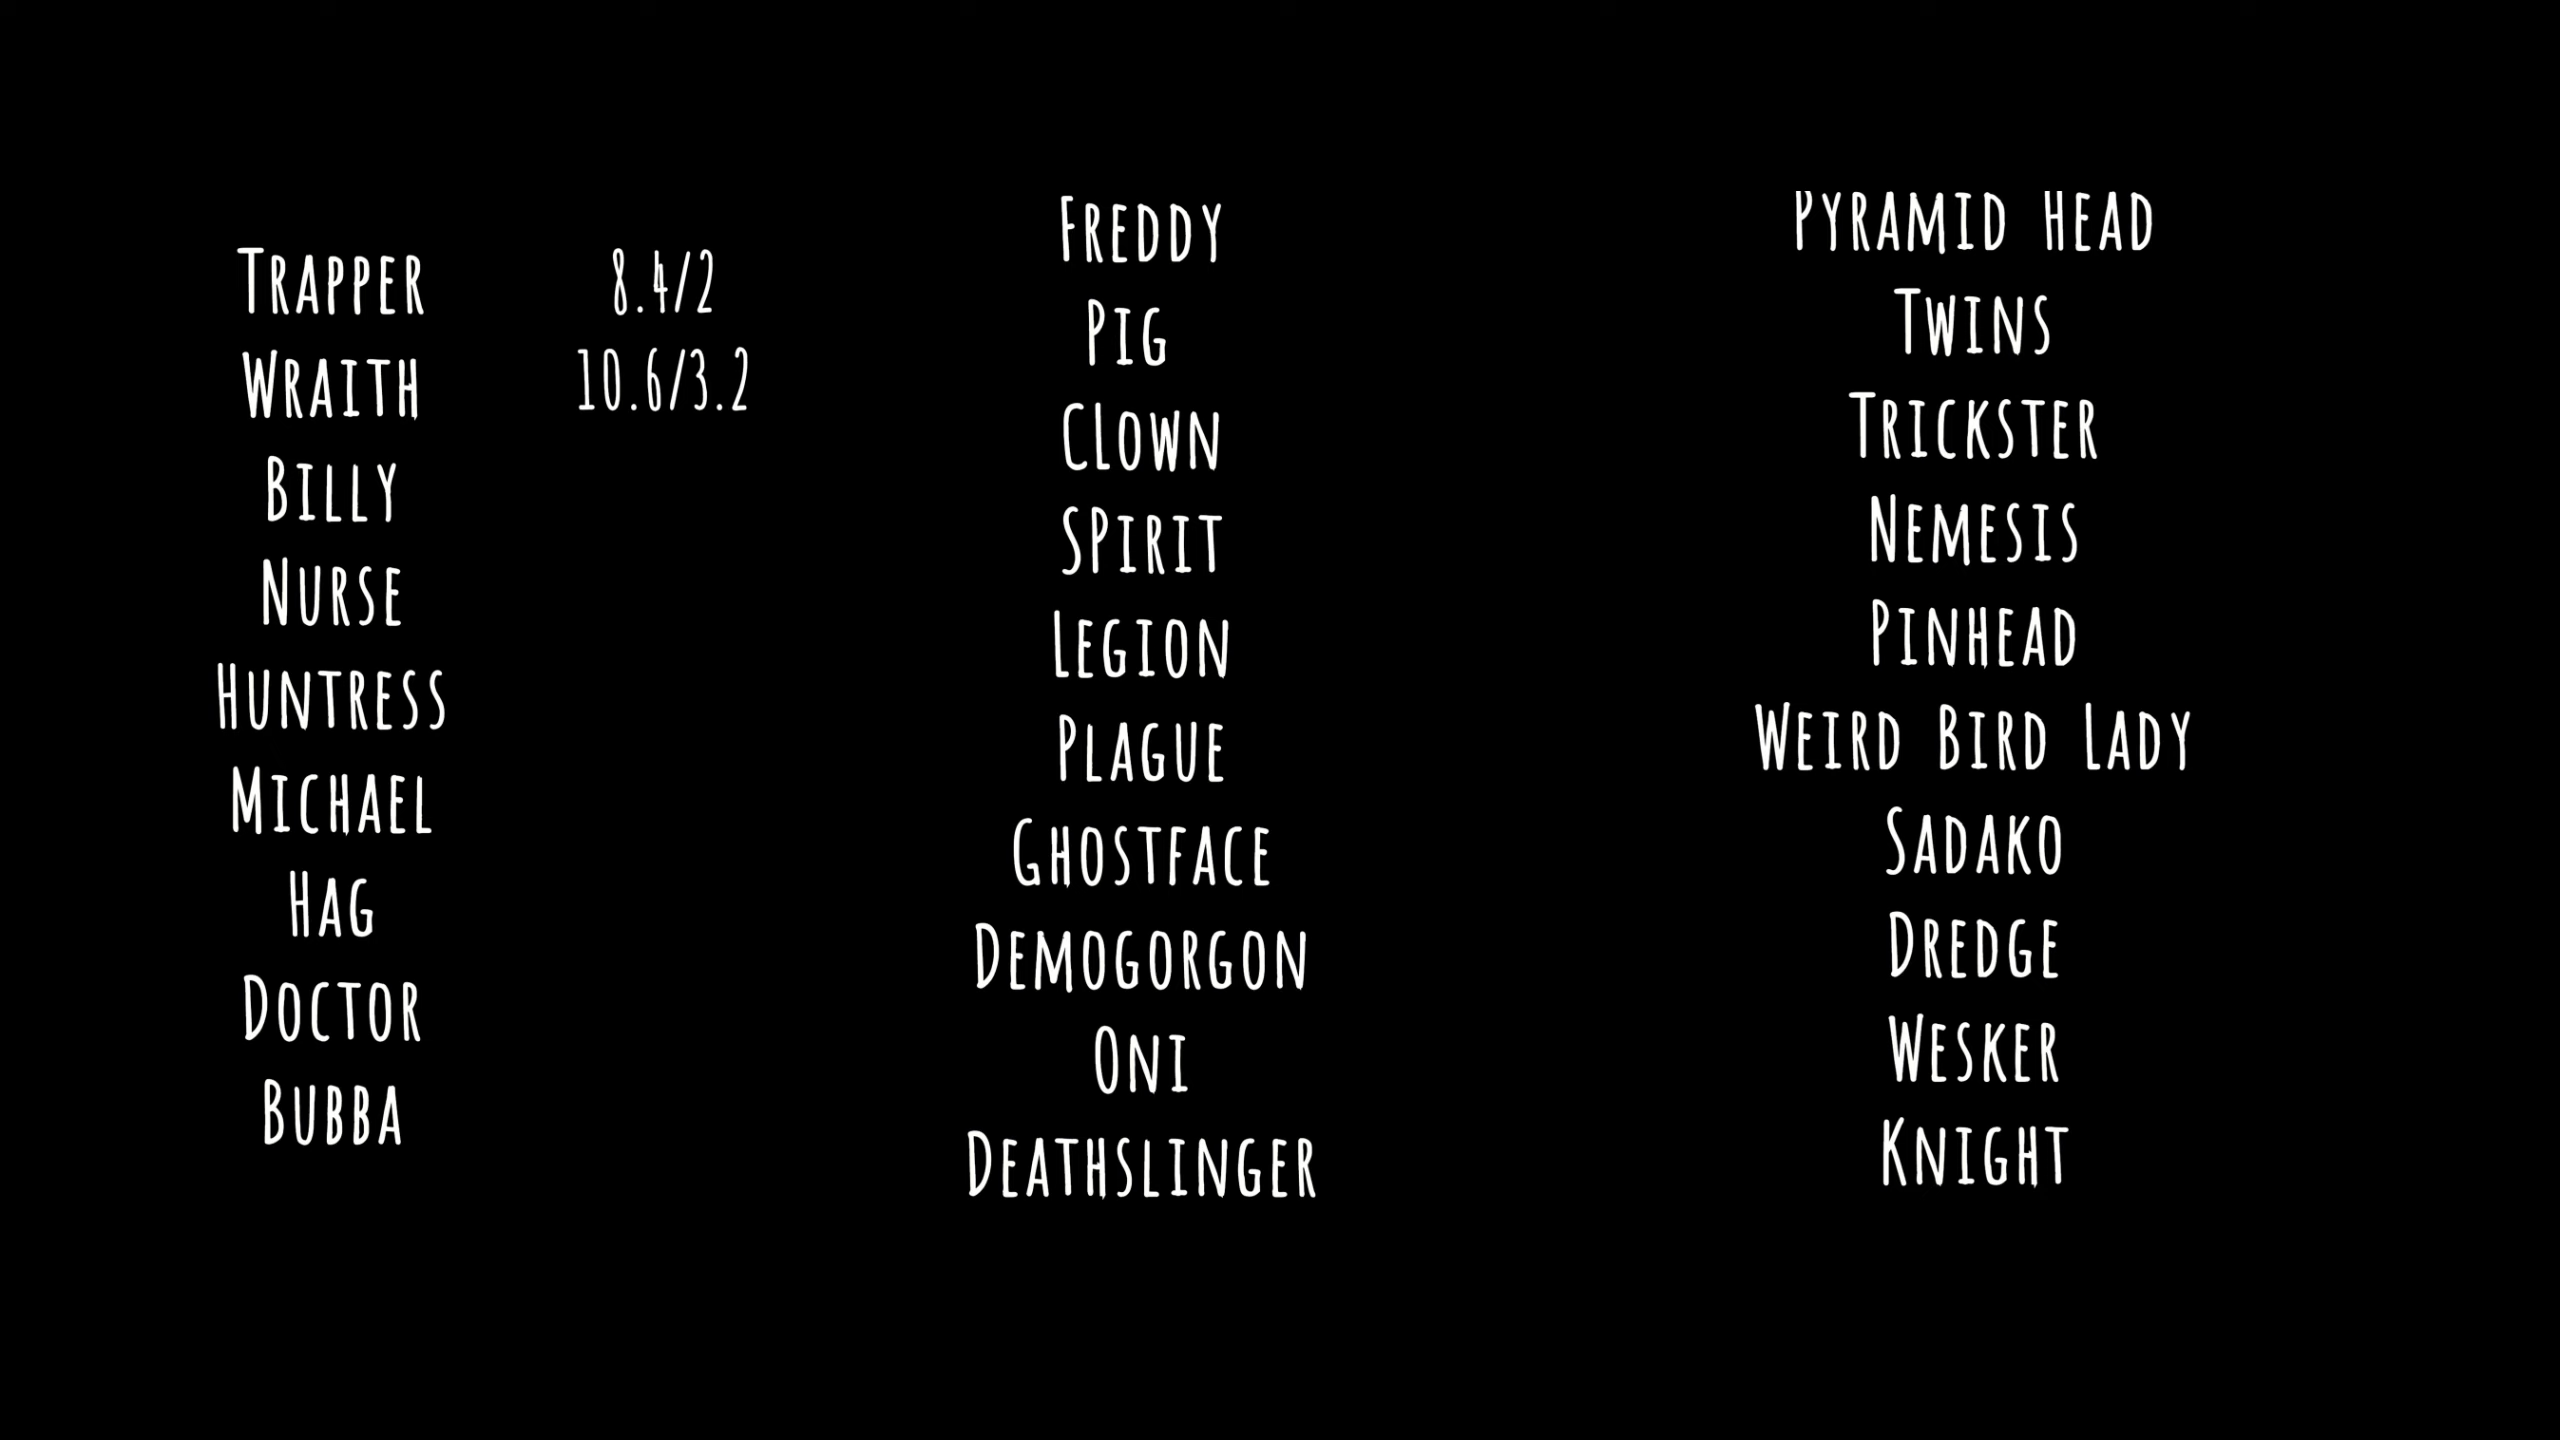 Trapper 8.4/2
Wraith 10.6/3.2
Billy
Nurse
Huntress
Michael
Hag
Doctor
Bubba
Freddy
Pig
CLown
SPirit
Legion
Plague
Ghostface
Demogorgon
Oni
Deathslinger
Pyramid Head
Twins
Trickster
Nemesis
Pinhead
Weird Bird Lady
Sadako
Dredge
Wesker
Knight